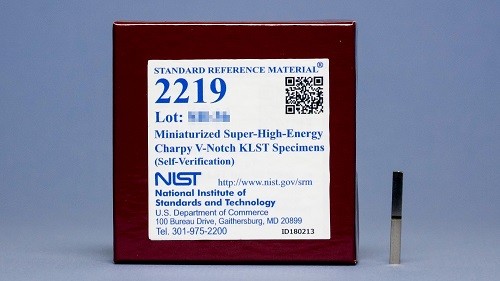 STANDARD REFERENCE MATERIAL®
2219
Lot:
Miniaturized Super-High-Energy
Charpy V-Notch KLST Specimens
(Self-Verification)
NIST http://www.nist.gov/srm
National Institute of
Standards and Technology
U.S. Department of Commerce
100 Bureau Drive, Gaithersburg, MD 20899
Tel. 301-975-2200
ID180213